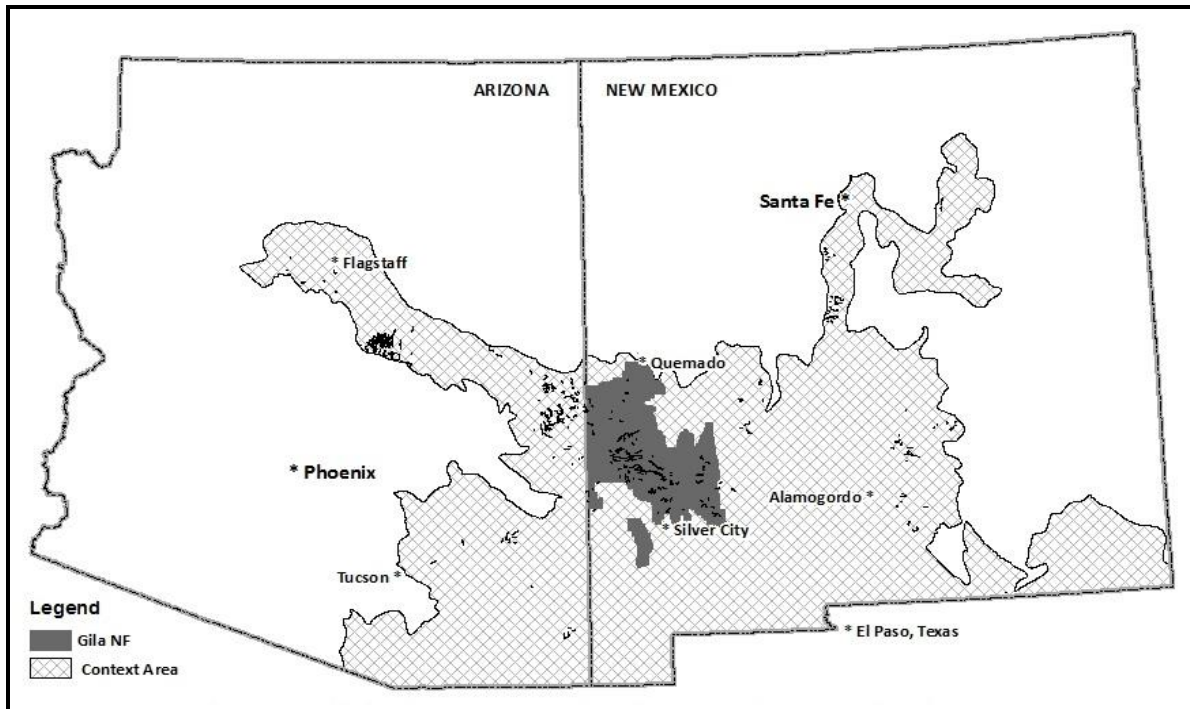 ARIZONA NEW MEXICO
Santa Fe *
* Flagstaff
* Quemado
* Phoenix
Alamogordo *
* Silver City
Tucson *
Legend
Gila NF
* El Paso, Texas
Context Area